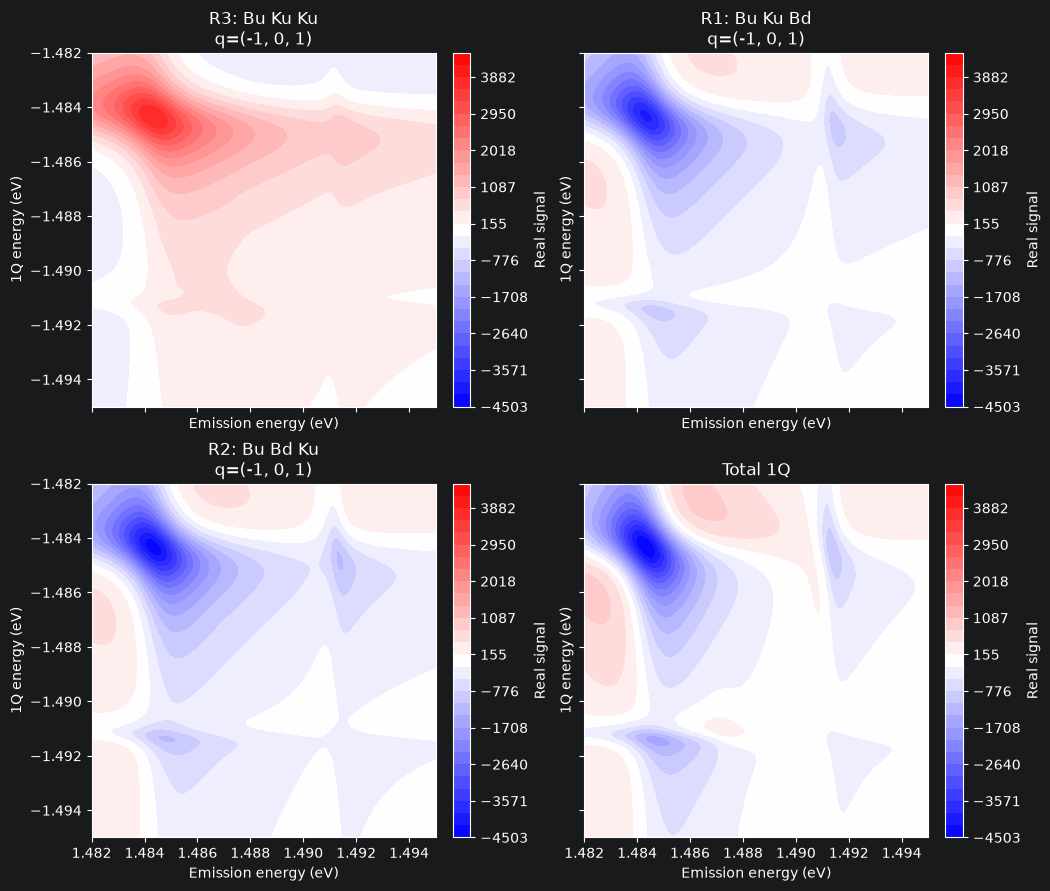 R3: Bu Ku Ku
q=(-1, 0, 1)
R1: Bu Ku Bd
q=(-1, 0, 1)
−1.482
−1.484
−1.486
−1.488
−1.490
−1.492
−1.494
1Q energy (eV)
Emission energy (eV)
3882
2950
2018
1087
155
−776
−1708
−2640
−3571
−4503
Real signal
1Q energy (eV)
Emission energy (eV)
3882
2950
2018
1087
155
−776
−1708
−2640
−3571
−4503
Real signal
R2: Bu Bd Ku
q=(-1, 0, 1)
Total 1Q
−1.482
−1.484
−1.486
−1.488
−1.490
−1.492
−1.494
1Q energy (eV)
1.482 1.484 1.486 1.488 1.490 1.492 1.494
Emission energy (eV)
3882
2950
2018
1087
155
−776
−1708
−2640
−3571
−4503
Real signal
1Q energy (eV)
1.482 1.484 1.486 1.488 1.490 1.492 1.494
Emission energy (eV)
3882
2950
2018
1087
155
−776
−1708
−2640
−3571
−4503
Real signal